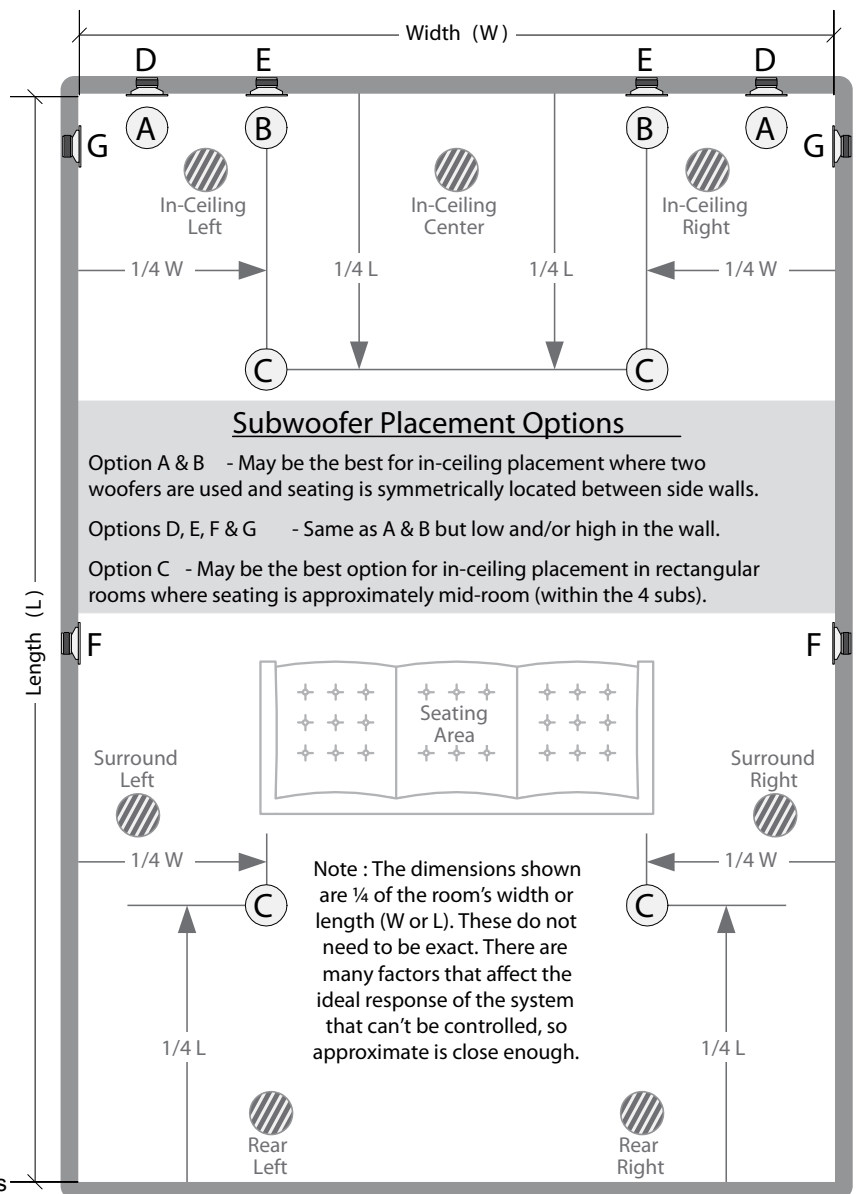 Width (W)
D E E D
A B B A
G G
In-Ceiling
Left
In-Ceiling
Center
In-Ceiling
Right
1/4 W 1/4 L 1/4 L 1/4 W
C C
Subwoofer Placement Options
Option A & B - May be the best for in-ceiling placement where two
woofers are used and seating is symmetrically located between side walls.
Options D, E, F & G - Same as A & B but low and/or high in the wall.
Option C - May be the best option for in-ceiling placement in rectangular
rooms where seating is approximately mid-room (within the 4 subs).
Length (L)
F F
Seating
Area
Surround
Left
Surround
Right
1/4 W 1/4 W
C C
Note : The dimensions shown
are ¼ of the room’s width or
length (W or L). These do not
need to be exact. There are
many factors that affect the
ideal response of the system
that can’t be controlled, so
approximate is close enough.
1/4 L 1/4 L
Rear
Left
Rear
Right
s